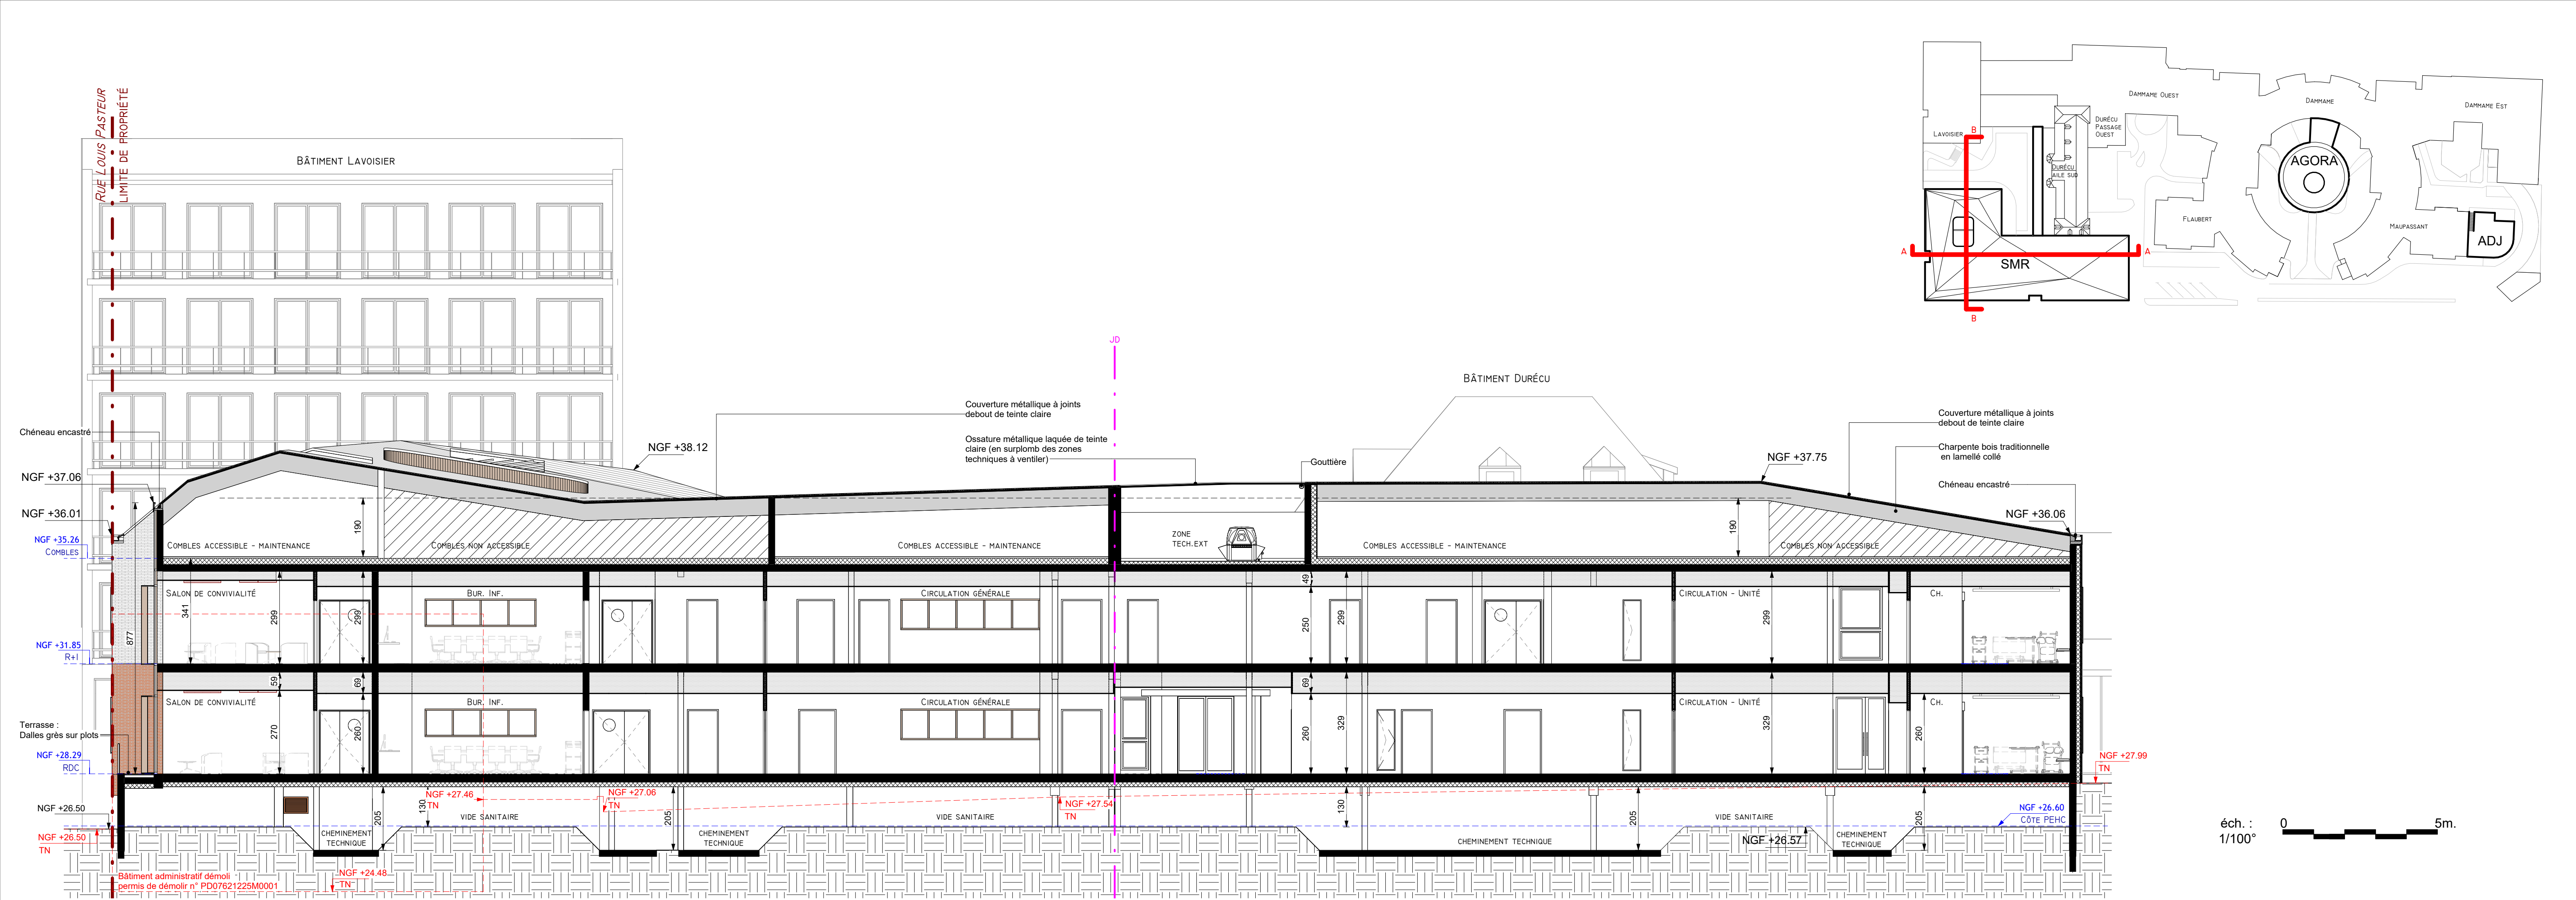 RUE LOUIS PASTEUR
LIMITE DE PROPRIÉTÉ
BÂTIMENT LAVOISIER
JD
BÂTIMENT DURÉCU
Couverture métallique à joints
debout de teinte claire
Ossature métallique laquée de teinte
claire (en surplomb des zones
techniques à ventiler)
Gouttière
Couverture métallique à joints
debout de teinte claire
Charpente bois traditionnelle
en lamellé collé
Chéneau encastré
Chéneau encastré
NGF +38.12
NGF +37.75
NGF +37.06
NGF +36.01
NGF +36.06
NGF +35.26
COMBLES
190
190
COMBLES ACCESSIBLE - MAINTENANCE
COMBLES NON ACCESSIBLE
COMBLES ACCESSIBLE - MAINTENANCE
ZONE
TECH.EXT
COMBLES ACCESSIBLE - MAINTENANCE
COMBLES NON ACCESSIBLE
SALON DE CONVIVIALITÉ
BUR. INF.
CIRCULATION GÉNÉRALE
CIRCULATION - UNITÉ
CH.
877
341
299
299
49
250
299
299
NGF +31.85
R+1
59
69
69
SALON DE CONVIVIALITÉ
BUR. INF.
CIRCULATION GÉNÉRALE
CIRCULATION - UNITÉ
CH.
270
260
260
329
329
260
Terrasse :
Dalles grès sur plots
NGF +28.29
RDC
NGF +27.99
TN
NGF +26.50
NGF +26.50
TN
NGF +27.46
TN
NGF +27.06
TN
NGF +27.54
TN
NGF +26.60
CÔTE PEHC
NGF +26.57
205
130
205
130
205
205
VIDE SANITAIRE
VIDE SANITAIRE
VIDE SANITAIRE
CHEMINEMENT
TECHNIQUE
CHEMINEMENT
TECHNIQUE
CHEMINEMENT TECHNIQUE
CHEMINEMENT
TECHNIQUE
NGF +24.48
TN
Bâtiment administratif démoli
permis de démolir n° PD07621225M0001
LAVOISIER
DURÉCU
PASSAGE
OUEST
DURÉCU
AILE SUD
DAMMAME OUEST
DAMMAME
DAMMAME EST
AGORA
FLAUBERT
MAUPASSANT
ADJ
SMR
A
A
B
B
éch. :
1/100°
0
5m.